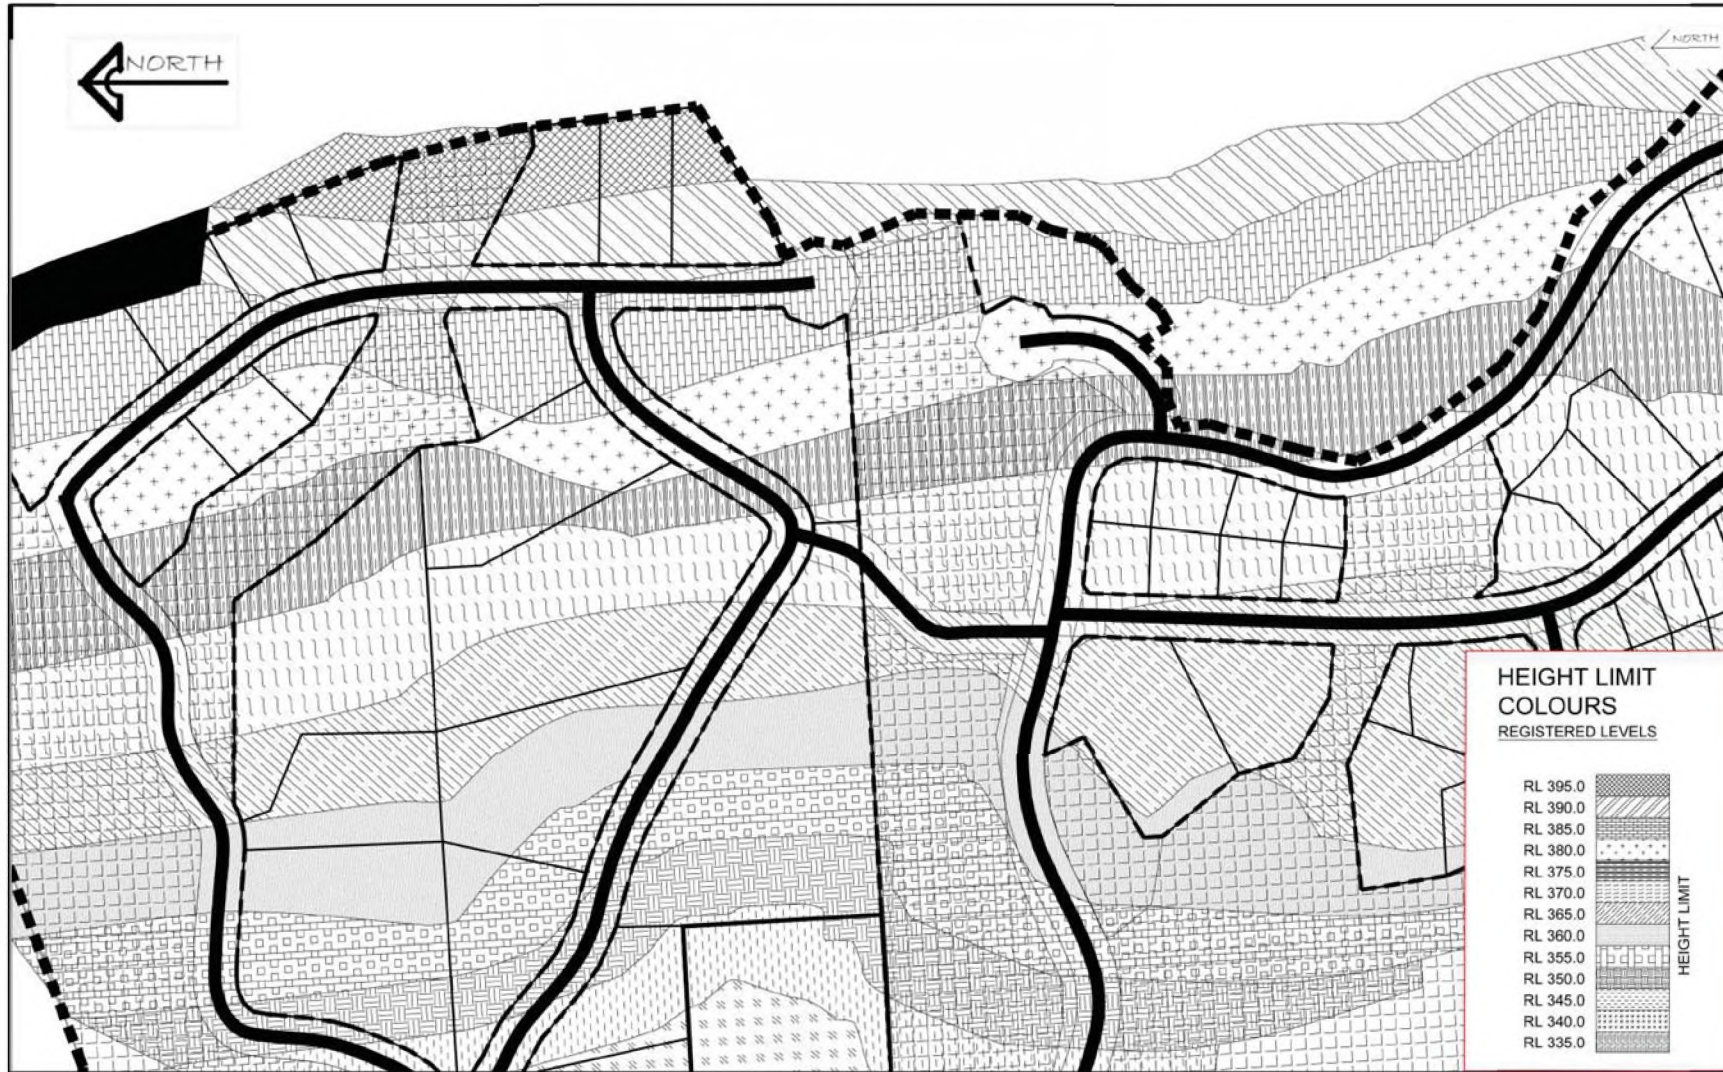 NORTH
NORTH
HEIGHT LIMIT
COLOURS
REGISTERED LEVELS
RL 395.0
RL 390.0
RL 385.0
RL 380.0
RL 375.0
RL 370.0
RL 365.0
RL 360.0
RL 355.0
RL 350.0
RL 345.0
RL 340.0
RL 335.0
HEIGHT LIMIT